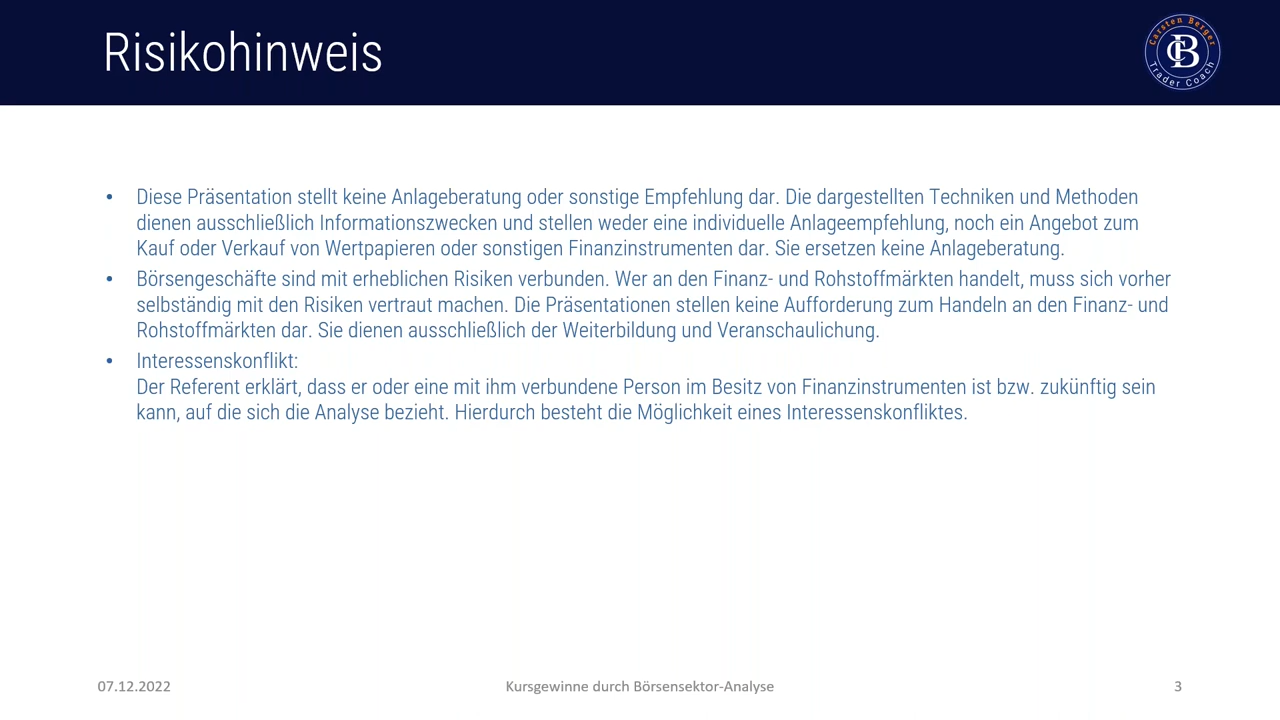 Risikohinweis
Carsten Berger
CB
Trader Coach
• Diese Präsentation stellt keine Anlageberatung oder sonstige Empfehlung dar. Die dargestellten Techniken und Methoden
dienen ausschließlich Informationszwecken und stellen weder eine individuelle Anlageempfehlung, noch ein Angebot zum
Kauf oder Verkauf von Wertpapieren oder sonstigen Finanzinstrumenten dar. Sie ersetzen keine Anlageberatung.
• Börsengeschäfte sind mit erheblichen Risiken verbunden. Wer an den Finanz- und Rohstoffmärkten handelt, muss sich vorher
selbständig mit den Risiken vertraut machen. Die Präsentationen stellen keine Aufforderung zum Handeln an den Finanz- und
Rohstoffmärkten dar. Sie dienen ausschließlich der Weiterbildung und Veranschaulichung.
• Interessenskonflikt:
Der Referent erklärt, dass er oder eine mit ihm verbundene Person im Besitz von Finanzinstrumenten ist bzw. zukünftig sein
kann, auf die sich die Analyse bezieht. Hierdurch besteht die Möglichkeit eines Interessenskonfliktes.
07.12.2022
Kursgewinne durch Börsensektor-Analyse
3